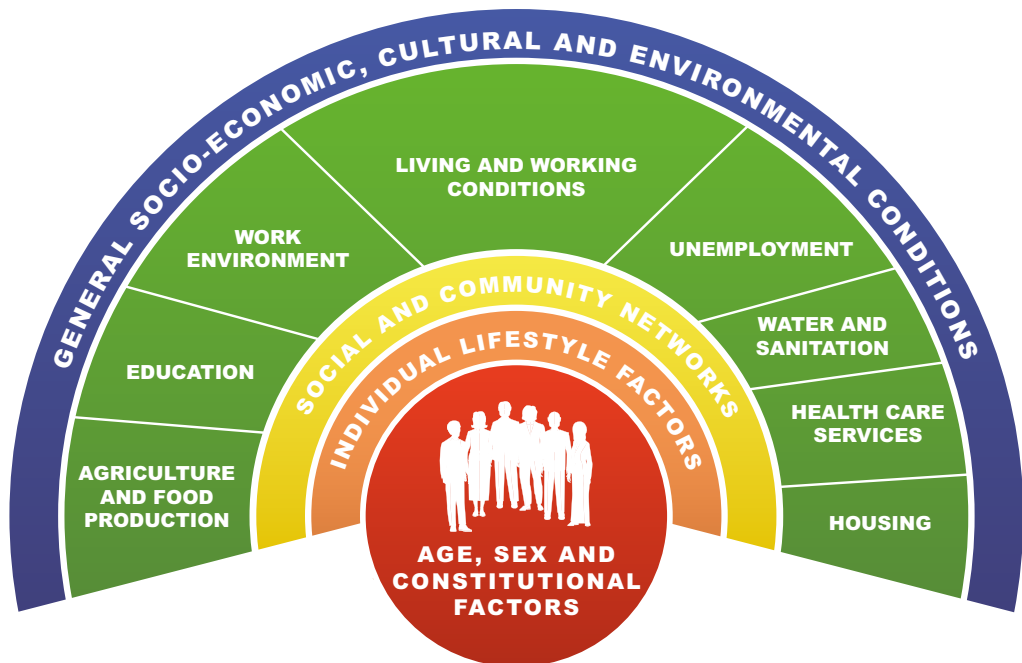 GENERAL SOCIO-ECONOMIC, CULTURAL AND ENVIRONMENTAL CONDITIONS
LIVING AND WORKING
CONDITIONS
WORK
ENVIRONMENT
UNEMPLOYMENT
EDUCATION
WATER AND
SANITATION
AGRICULTURE
AND FOOD
PRODUCTION
HEALTH CARE
SERVICES
HOUSING
SOCIAL AND COMMUNITY NETWORKS
INDIVIDUAL LIFESTYLE FACTORS
AGE, SEX AND
CONSTITUTIONAL
FACTORS